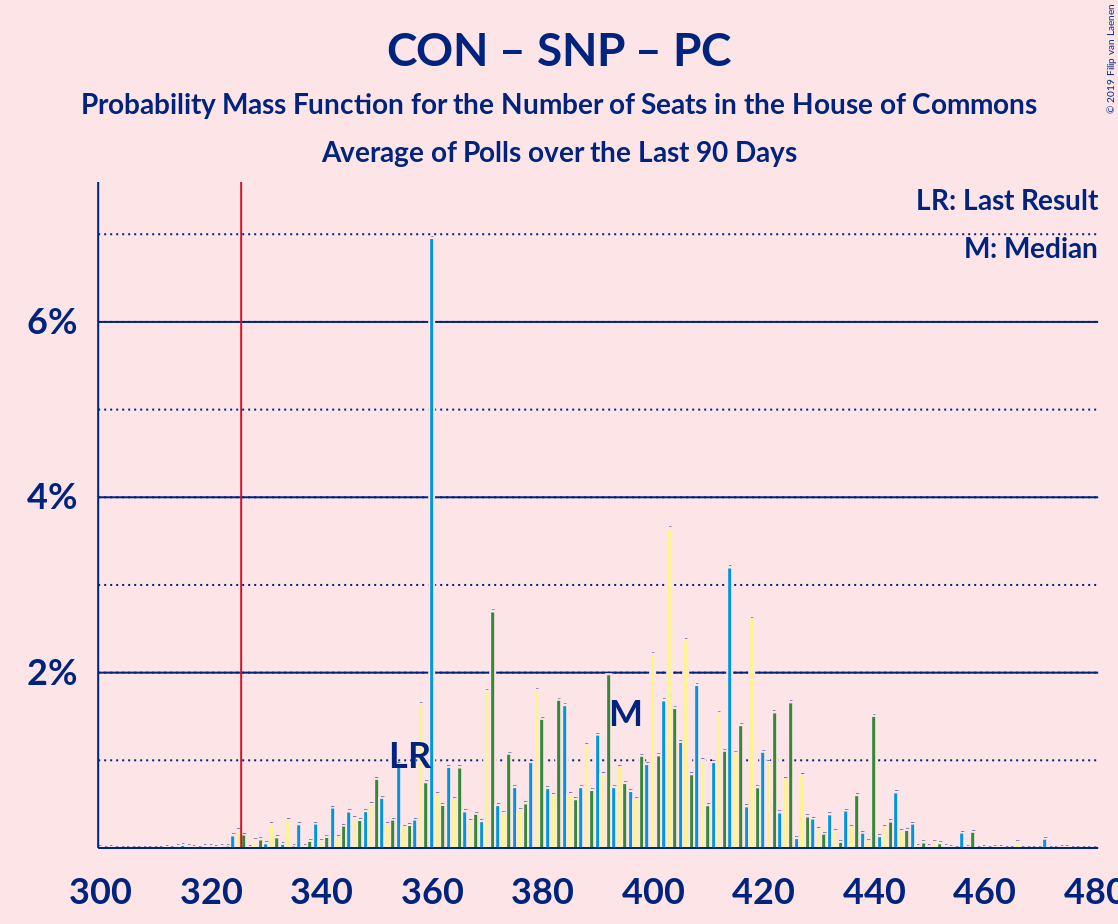 CON – SNP – PC
Probability Mass Function for the Number of Seats in the House of Commons
Average of Polls over the Last 90 Days
© 2019 Filip van Laenen
LR: Last Result
M: Median
6%
4%
2%
LR
M
300 320 340 360 380 400 420 440 460 480